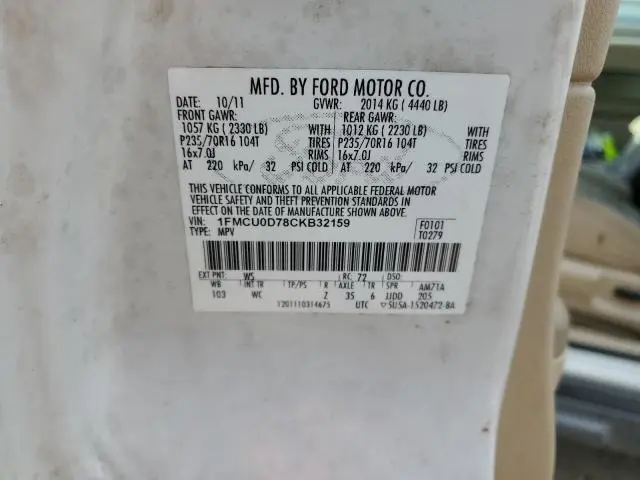 MFD. BY FORD MOTOR CO.
DATE: 10/11 GVWR: 2014 KG ( 4440 LB)
FRONT GAWR: REAR GAWR:
1057 KG ( 2330 LB) WITH 1012 KG ( 2230 LB) WITH
P235/70R16 104T TIRES P235/70R16 104T TIRES
16x7.0J RIMS 16x7.0J RIMS
AT 220 kPa/ 32 PSI COLD AT 220 kPa/ 32 PSI COLD
THIS VEHICLE CONFORMS TO ALL APPLICABLE FEDERAL MOTOR
VEHICLE SAFETY AND THEFT PREVENTION STANDARDS IN
EFFECT ON THE DATE OF MANUFACTURE SHOWN ABOVE.
VIN: 1FMCU0D78CKB32159 F0101
TYPE: MPV T0279
EXT PNT: WS RC: 72 DSO:
WB INT TR TP/PS R AXLE TR SPR AM71A
103 WC Z 35 6 JJDD 205
1201110314675 UTC ▽5U5A-1520472-BA